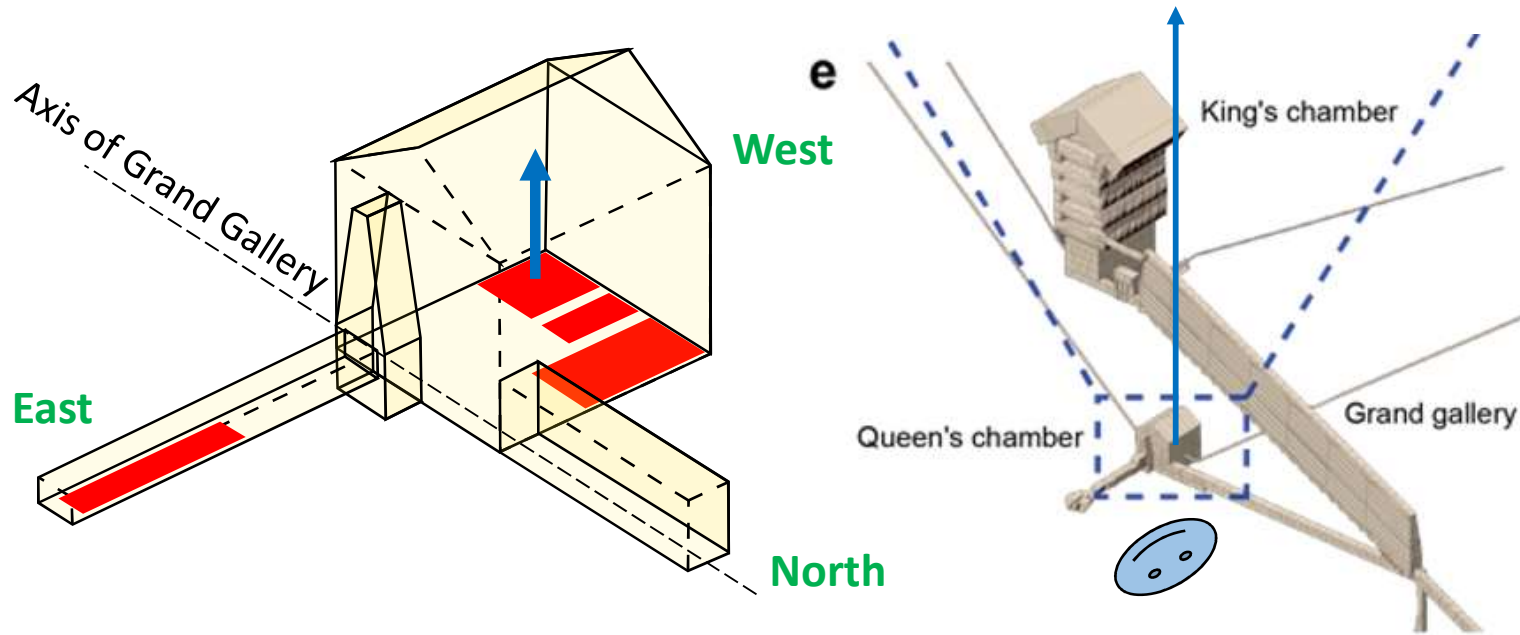 Axis of Grand Gallery
West
East
North
e
King's chamber
Queen's chamber
Grand gallery